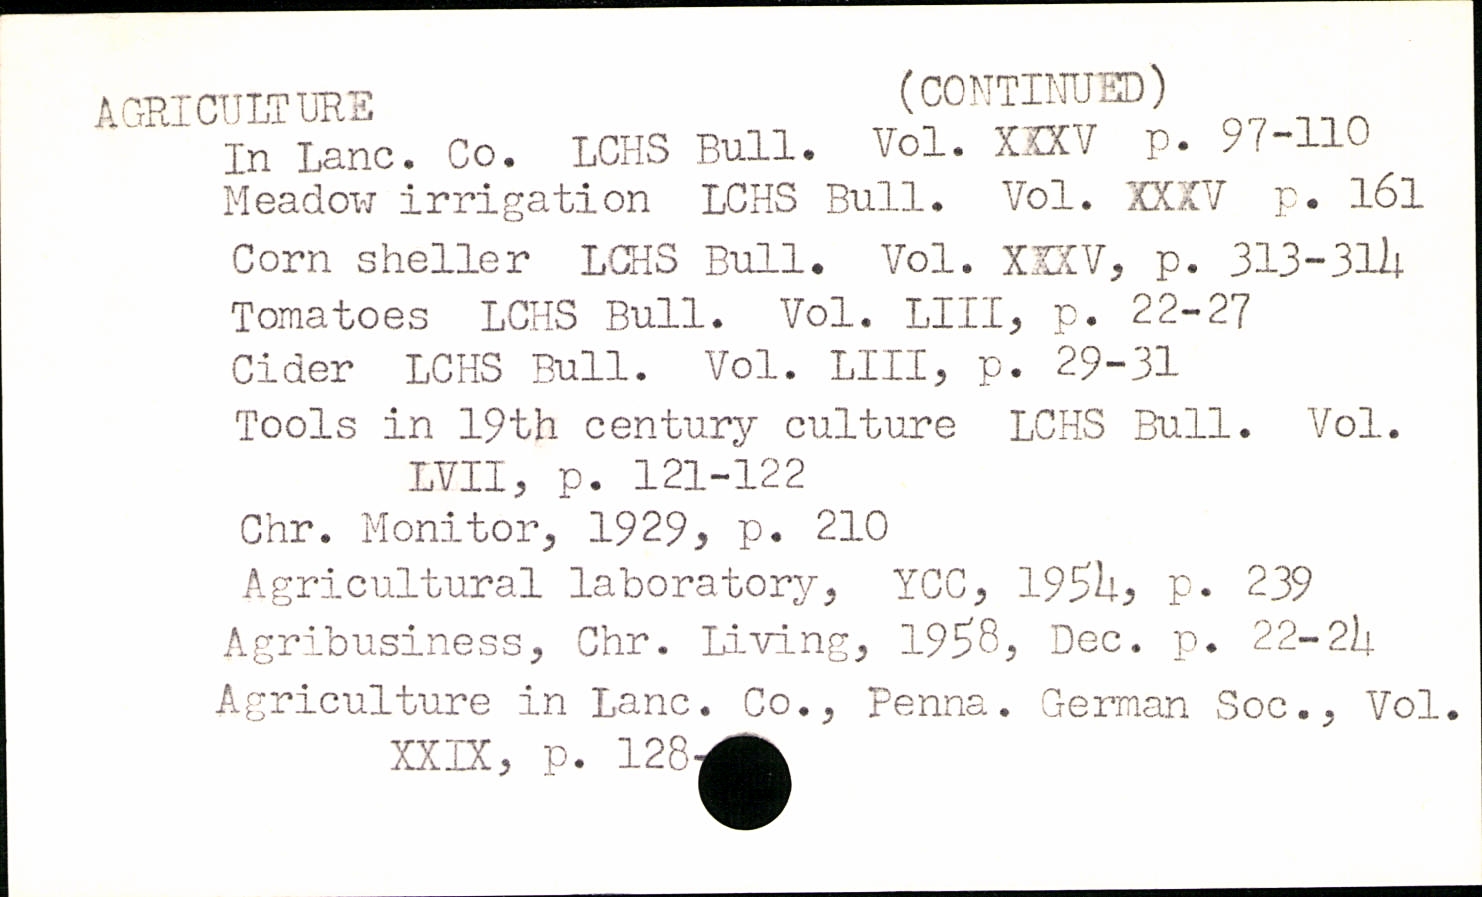 AGRICULTURE (CONTINUED)
In Lanc. Co. LCHS Bull. Vol. XXXV p. 97-110
Meadow irrigation LCHS Bull. Vol. XXXV p. 161
Corn sheller LCHS Bull. Vol. XXXV, p. 313-314
Tomatoes LCHS Bull. Vol. LIII, p. 22-27
Cider LCHS Bull. Vol. LIII, p. 29-31
Tools in 19th century culture LCHS Bull. Vol.
LVII, p. 121-122
Chr. Monitor, 1929, p. 210
Agricultural laboratory, YCC, 1954, p. 239
Agribusiness, Chr. Living, 1958, Dec. p. 22-24
Agriculture in Lanc. Co., Penna. German Soc., Vol.
XXIX, p. 128-